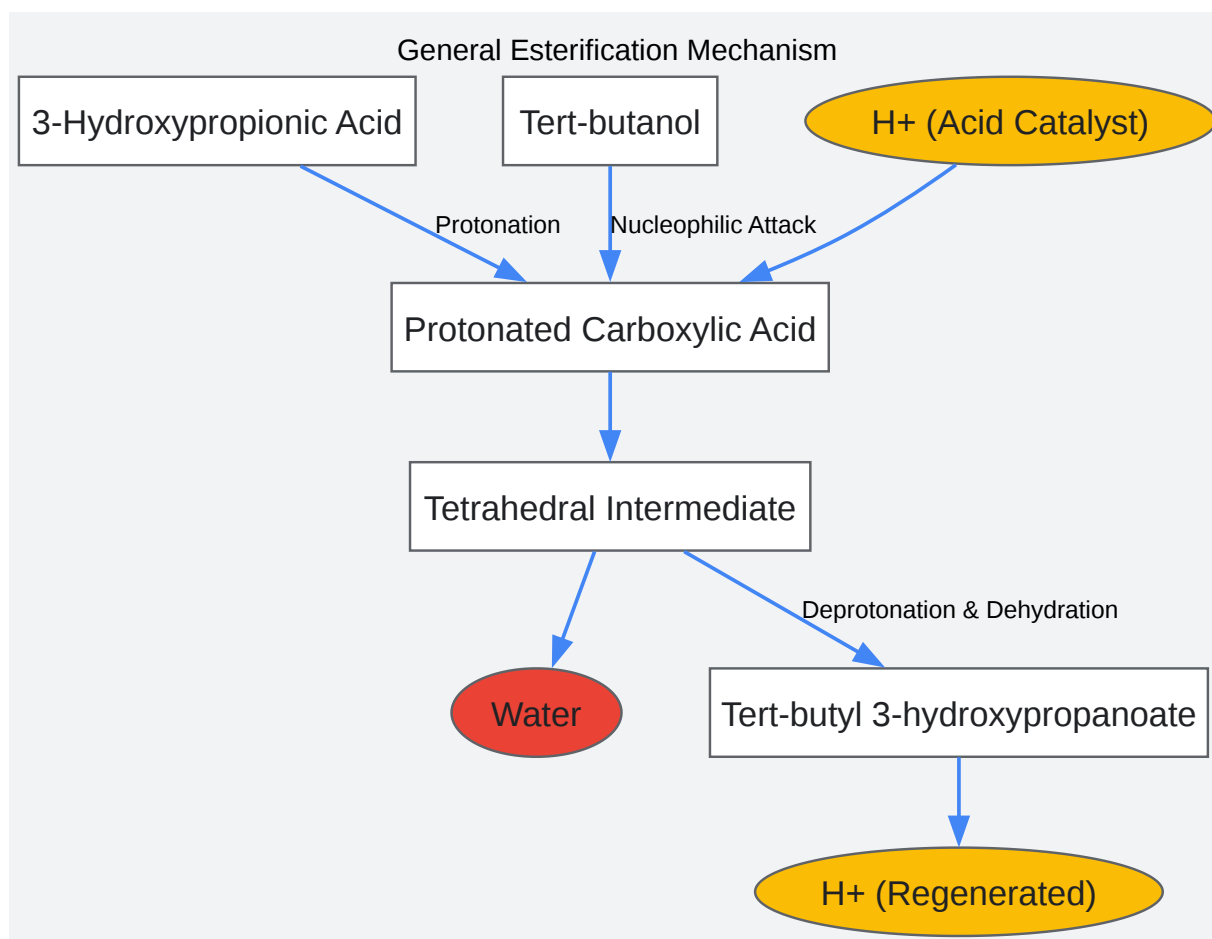 General Esterification Mechanism
3-Hydroxypropionic Acid
Tert-butanol
H+ (Acid Catalyst)
Protonation
Nucleophilic Attack
Protonated Carboxylic Acid
Tetrahedral Intermediate
Deprotonation & Dehydration
Water
Tert-butyl 3-hydroxypropanoate
H+ (Regenerated)